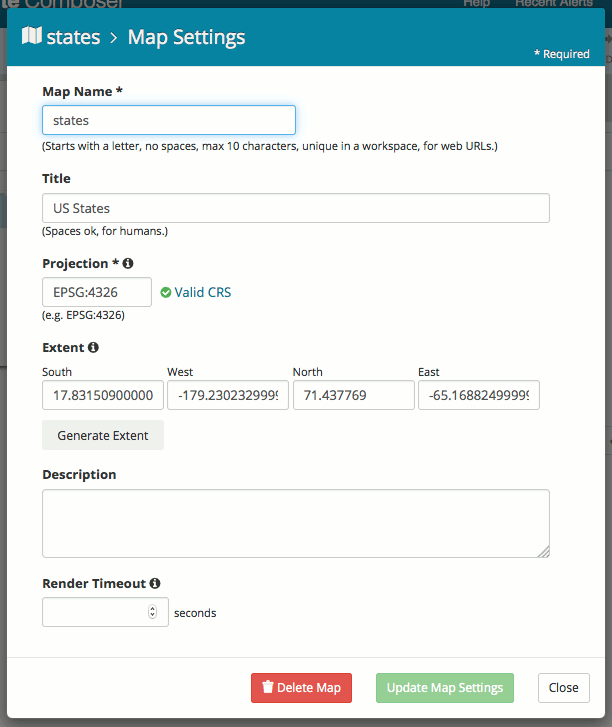 Composer
Help Recent Alerts
states > Map Settings
* Required
Map Name *
states
(Starts with a letter, no spaces, max 10 characters, unique in a workspace, for web URLs.)
Title
US States
(Spaces ok, for humans.)
Projection *
EPSG:4326 Valid CRS
(e.g. EPSG:4326)
Extent
South West North East
17.83150900000 -179.2302329999 71.437769 -65.16882499999
Generate Extent
Description
Render Timeout
seconds
Delete Map Update Map Settings Close